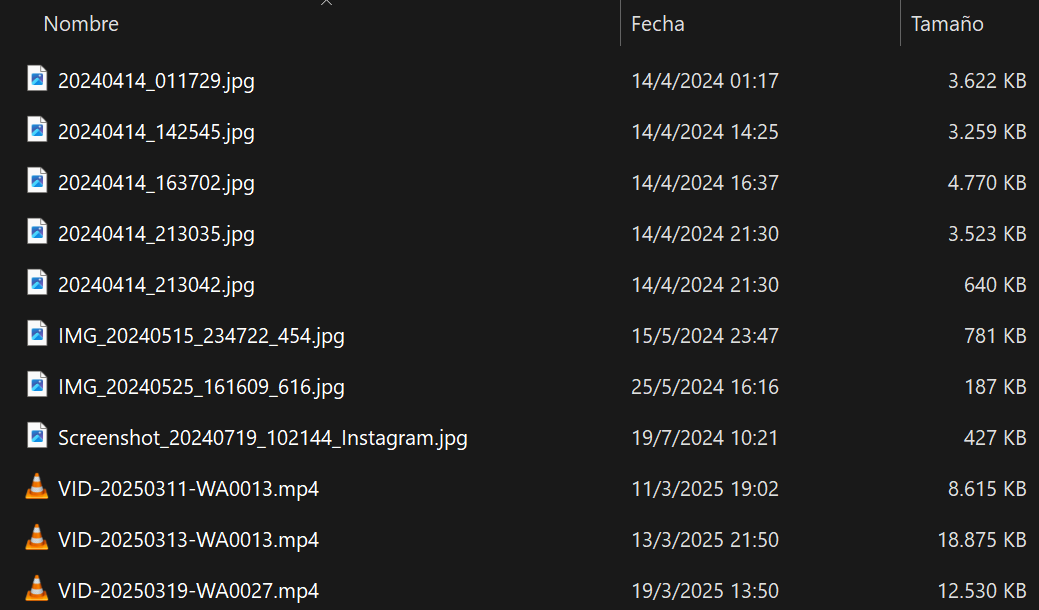 Nombre Fecha Tamaño
20240414_011729.jpg 14/4/2024 01:17 3.622 KB
20240414_142545.jpg 14/4/2024 14:25 3.259 KB
20240414_163702.jpg 14/4/2024 16:37 4.770 KB
20240414_213035.jpg 14/4/2024 21:30 3.523 KB
20240414_213042.jpg 14/4/2024 21:30 640 KB
IMG_20240515_234722_454.jpg 15/5/2024 23:47 781 KB
IMG_20240525_161609_616.jpg 25/5/2024 16:16 187 KB
Screenshot_20240719_102144_Instagram.jpg 19/7/2024 10:21 427 KB
VID-20250311-WA0013.mp4 11/3/2025 19:02 8.615 KB
VID-20250313-WA0013.mp4 13/3/2025 21:50 18.875 KB
VID-20250319-WA0027.mp4 19/3/2025 13:50 12.530 KB